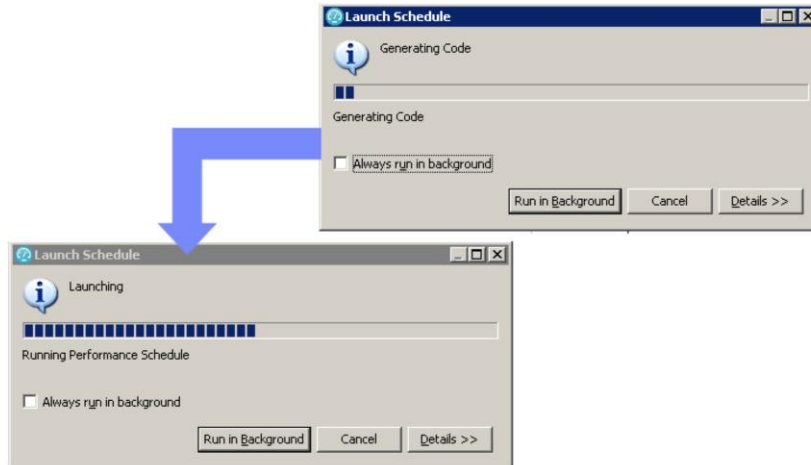 Launch Schedule
Generating Code
Generating Code
Always run in background
Run in Background Cancel Details >>
Launch Schedule
Launching
Running Performance Schedule
Always run in background
Run in Background Cancel Details >>